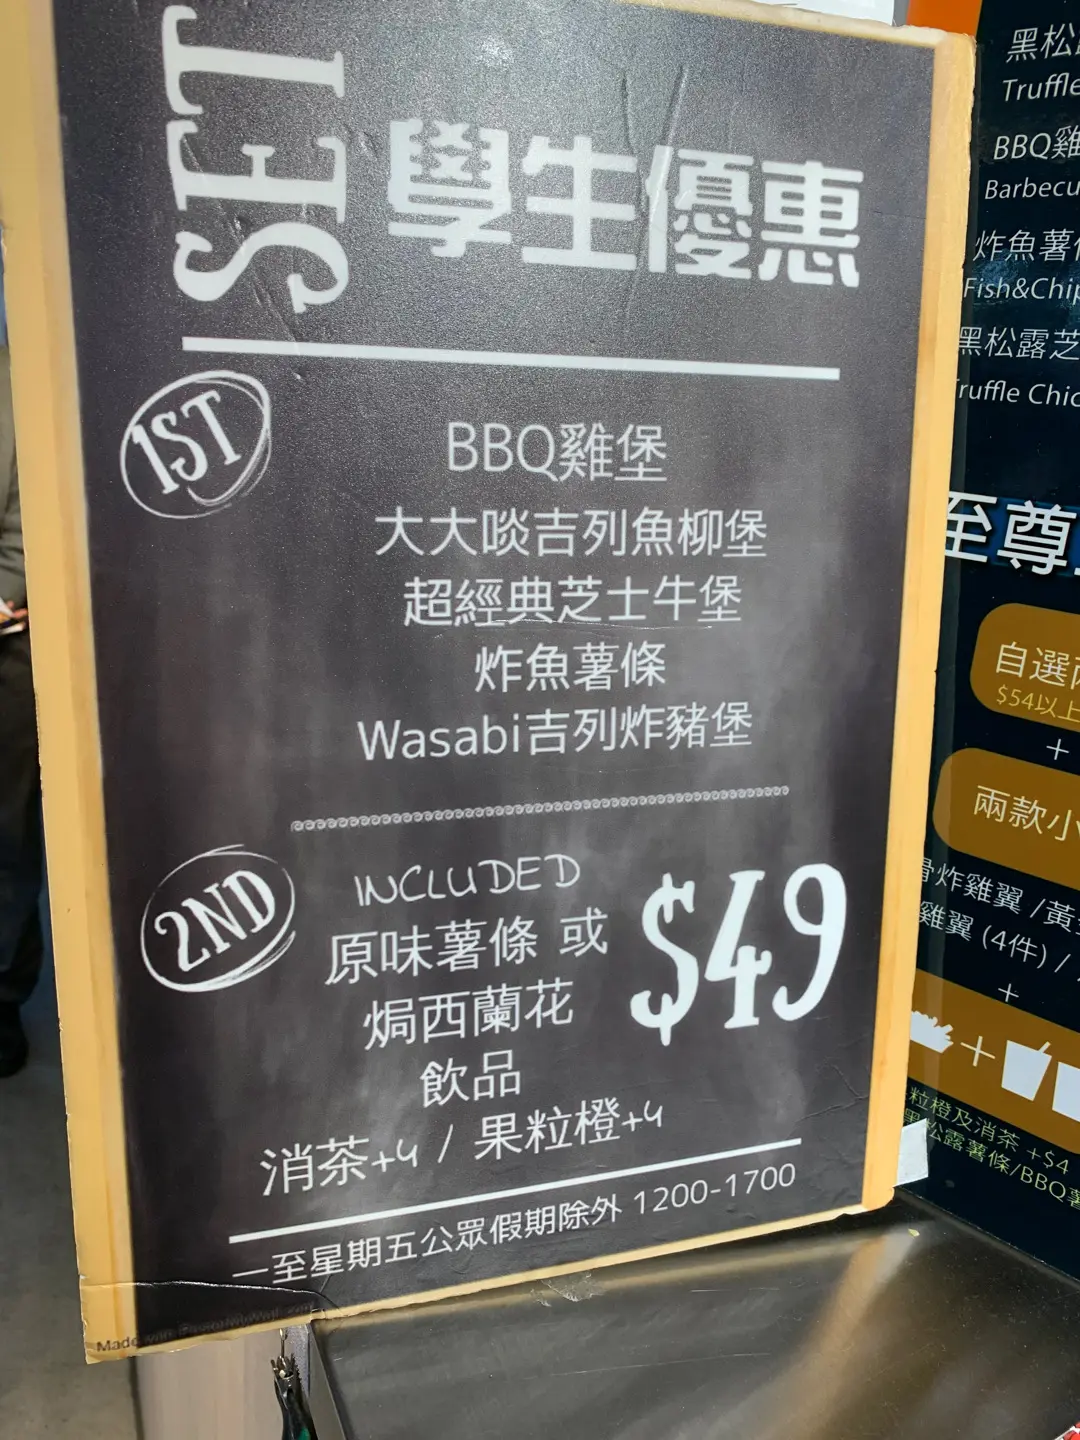 SET
學生優惠
1ST
BBQ雞堡
大大啖吉列魚柳堡
超經典芝士牛堡
炸魚薯條
Wasabi吉列炸豬堡
2ND
INCLUDED
原味薯條 或
焗西蘭花
飲品
$49
消茶+4 / 果粒橙+4
一至星期五公眾假期除外 1200-1700
Made with PosterMyWall.com
黑松
Truffle
BBQ雞
Barbecu
炸魚薯
Fish&Chip
黑松露芝
Truffle Chic
至尊
自選
$54以上
+
兩款小
骨炸雞翼 /黃
雞翼 (4件) /
+
+
粒橙及消茶 +$4
黑松露薯條/BBQ